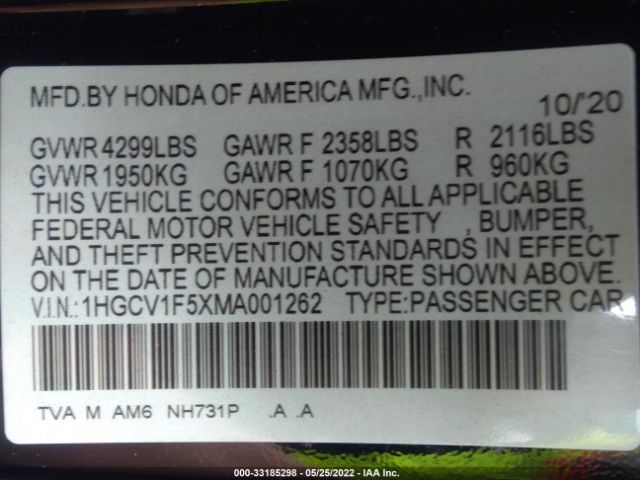 MFD.BY HONDA OF AMERICA MFG.,INC.
10/'20
GVWR 4299LBS GAWR F 2358LBS R 2116LBS
GVWR 1950KG GAWR F 1070KG R 960KG
THIS VEHICLE CONFORMS TO ALL APPLICABLE
FEDERAL MOTOR VEHICLE SAFETY , BUMPER,
AND THEFT PREVENTION STANDARDS IN EFFECT
ON THE DATE OF MANUFACTURE SHOWN ABOVE.
V.I.N.:1HGCV1F5XMA001262 TYPE:PASSENGER CAR
TVA M AM6 NH731P .A .A
000-33185298 - 05/25/2022 - IAA Inc.